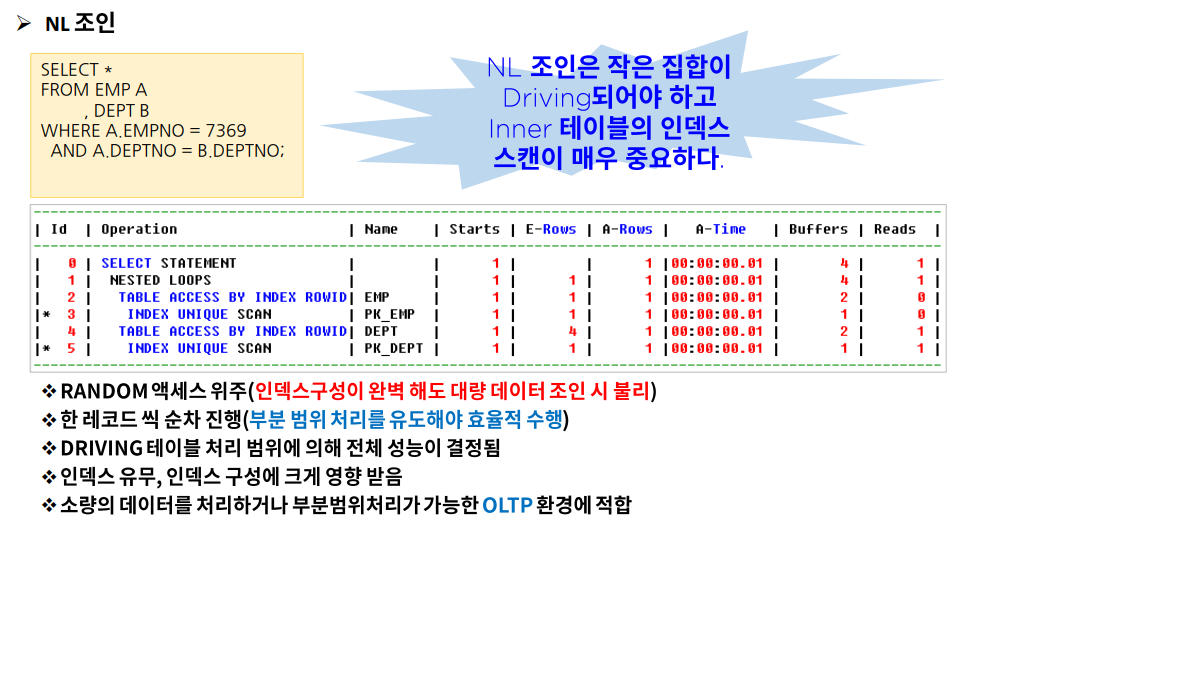 ➢ NL 조인
SELECT *
FROM EMP A
, DEPT B
WHERE A.EMPNO = 7369
AND A.DEPTNO = B.DEPTNO;
NL 조인은 작은 집합이
Driving되어야 하고
Inner 테이블의 인덱스
스캔이 매우 중요하다.
| Id | Operation | Name | Starts | E-Rows | A-Rows | A-Time | Buffers | Reads |
| 0 | SELECT STATEMENT | | 1 | | 1 |00:00:00.01 | 4 | 1 |
| 1 | NESTED LOOPS | | 1 | 1 | 1 |00:00:00.01 | 4 | 1 |
| 2 | TABLE ACCESS BY INDEX ROWID| EMP | 1 | 1 | 1 |00:00:00.01 | 2 | 0 |
|* 3 | INDEX UNIQUE SCAN | PK_EMP | 1 | 1 | 1 |00:00:00.01 | 1 | 0 |
| 4 | TABLE ACCESS BY INDEX ROWID| DEPT | 1 | 4 | 1 |00:00:00.01 | 2 | 1 |
|* 5 | INDEX UNIQUE SCAN | PK_DEPT | 1 | 1 | 1 |00:00:00.01 | 1 | 1 |
❖ RANDOM 액세스 위주(인덱스구성이 완벽 해도 대량 데이터 조인 시 불리)
❖ 한 레코드 씩 순차 진행(부분 범위 처리를 유도해야 효율적 수행)
❖ DRIVING 테이블 처리 범위에 의해 전체 성능이 결정됨
❖ 인덱스 유무, 인덱스 구성에 크게 영향 받음
❖ 소량의 데이터를 처리하거나 부분범위처리가 가능한 OLTP 환경에 적합